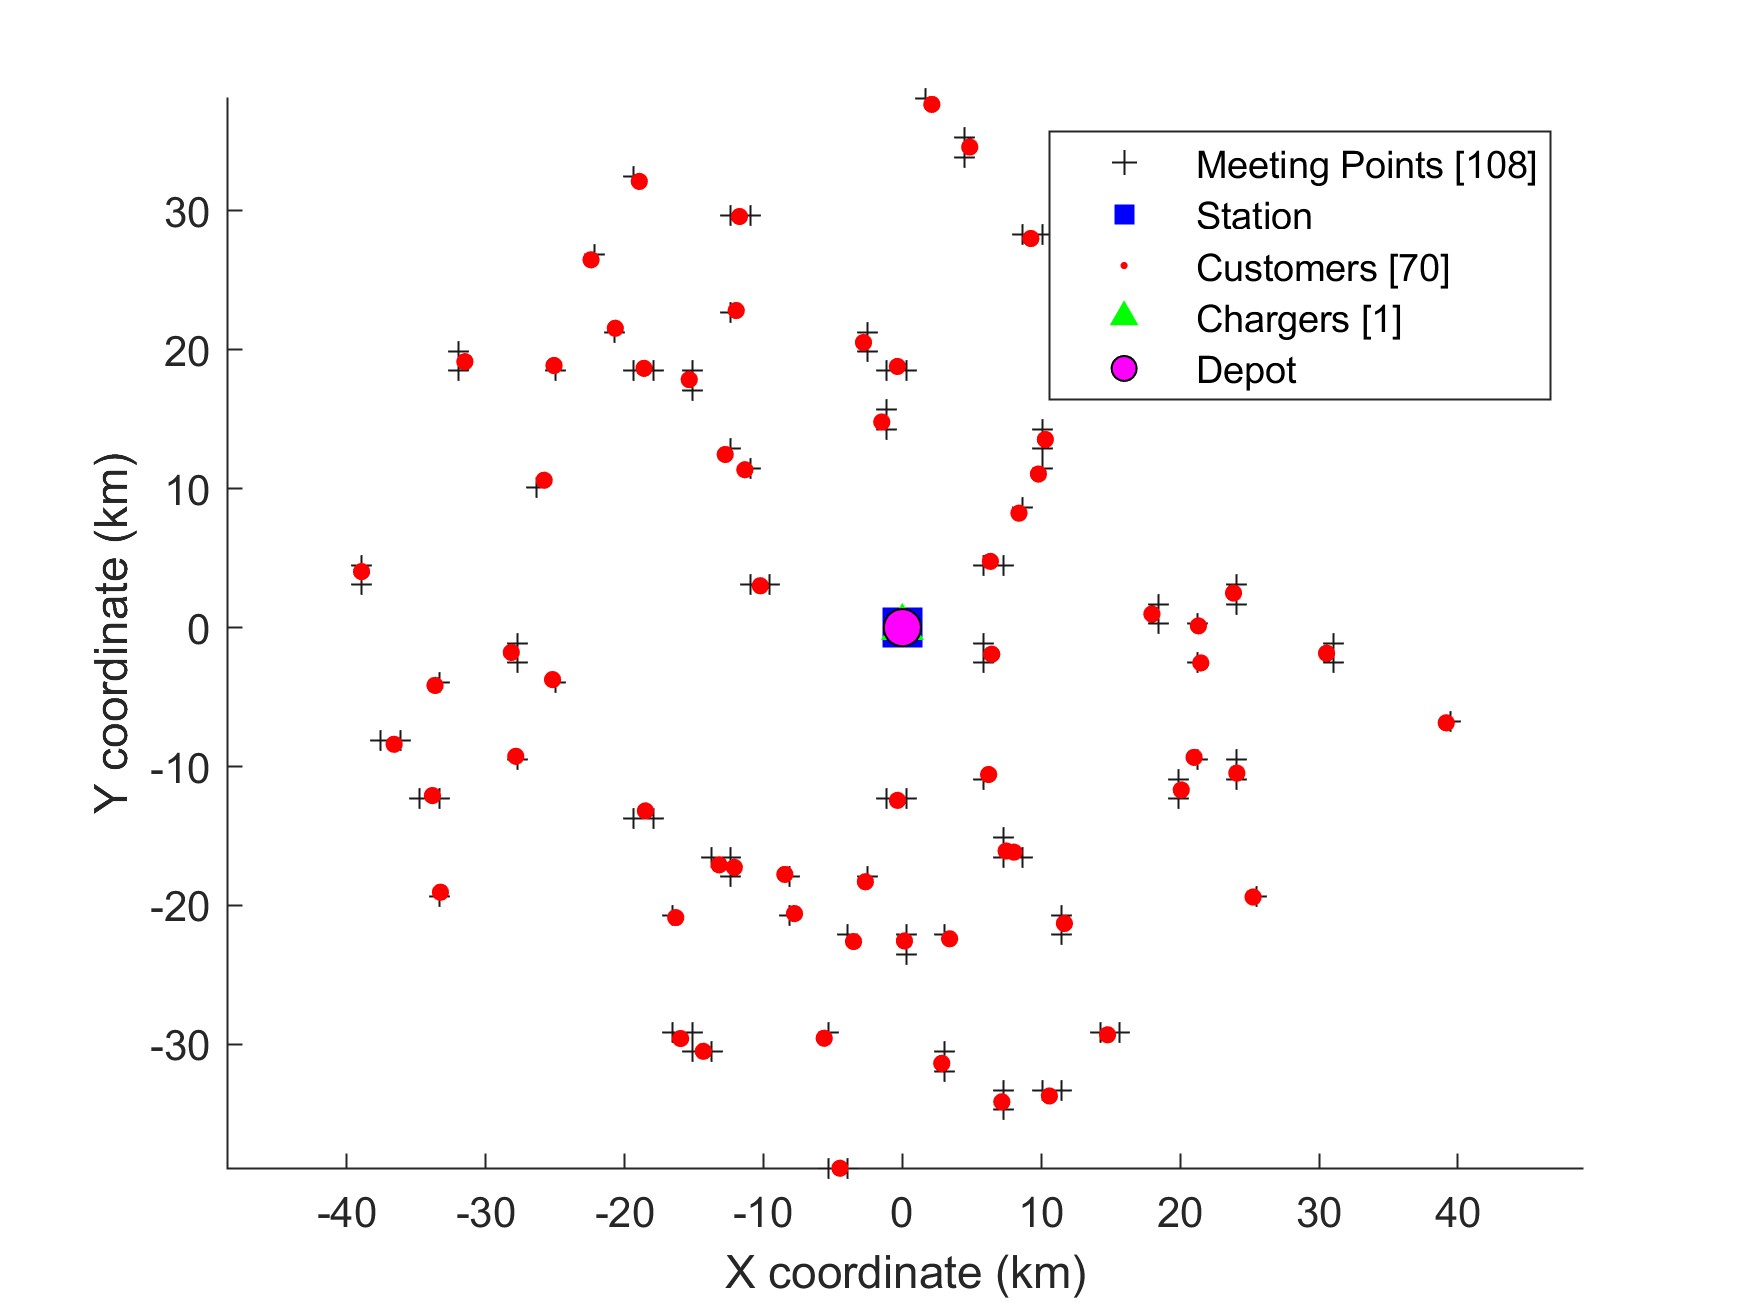 Meeting Points [108]
Station
Customers [70]
Chargers [1]
Depot
30
20
10
0
-10
-20
-30
Y coordinate (km)
-40 -30 -20 -10 0 10 20 30 40
X coordinate (km)